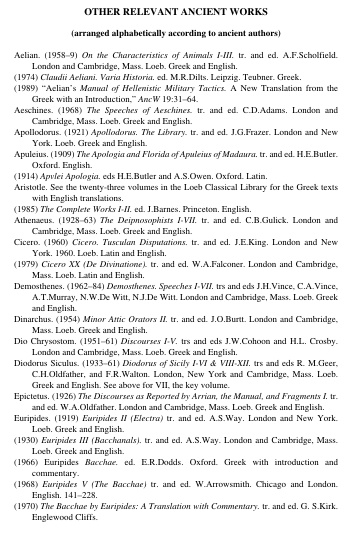 OTHER RELEVANT ANCIENT WORKS
(arranged alphabetically according to ancient authors)
Aelian. (1958–9) On the Characteristics of Animals I-III. tr. and ed. A.F.Scholfield.
London and Cambridge, Mass. Loeb. Greek and English.
(1974) Claudii Aeliani. Varia Historia. ed. M.R.Dilts. Leipzig. Teubner. Greek.
(1989) “Aelian’s Manual of Hellenistic Military Tactics. A New Translation from the
Greek with an Introduction,” AncW 19:31–64.
Aeschines. (1968) The Speeches of Aeschines. tr. and ed. C.D.Adams. London and
Cambridge, Mass. Loeb. Greek and English.
Apollodorus. (1921) Apollodorus. The Library. tr. and ed. J.G.Frazer. London and New
York. Loeb. Greek and English.
Apuleius. (1909) The Apologia and Florida of Apuleius of Madaura. tr. and ed. H.E.Butler.
Oxford. English.
(1914) Apvlei Apologia. eds H.E.Butler and A.S.Owen. Oxford. Latin.
Aristotle. See the twenty-three volumes in the Loeb Classical Library for the Greek texts
with English translations.
(1985) The Complete Works I-II. ed. J.Barnes. Princeton. English.
Athenaeus. (1928–63) The Deipnosophists I-VII. tr. and ed. C.B.Gulick. London and
Cambridge, Mass. Loeb. Greek and English.
Cicero. (1960) Cicero. Tusculan Disputations. tr. and ed. J.E.King. London and New
York. 1960. Loeb. Latin and English.
(1979) Cicero XX (De Divinatione). tr. and ed. W.A.Falconer. London and Cambridge,
Mass. Loeb. Latin and English.
Demosthenes. (1962–84) Demosthenes. Speeches I-VII. trs and eds J.H.Vince, C.A.Vince,
A.T.Murray, N.W.De Witt, N.J.De Witt. London and Cambridge, Mass. Loeb. Greek
and English.
Dinarchus. (1954) Minor Attic Orators II. tr. and ed. J.O.Burtt. London and Cambridge,
Mass. Loeb. Greek and English.
Dio Chrysostom. (1951–61) Discourses I-V. trs and eds J.W.Cohoon and H.L. Crosby.
London and Cambridge, Mass. Loeb. Greek and English.
Diodorus Siculus. (1933–61) Diodorus of Sicily I-VI & VIII-XII. trs and eds R. M.Geer,
C.H.Oldfather, and F.R.Walton. London, New York and Cambridge, Mass. Loeb.
Greek and English. See above for VII, the key volume.
Epictetus. (1926) The Discourses as Reported by Arrian, the Manual, and Fragments I. tr.
and ed. W.A.Oldfather. London and Cambridge, Mass. Loeb. Greek and English.
Euripides. (1919) Euripides II (Electra) tr. and ed. A.S.Way. London and New York.
Loeb. Greek and English.
(1930) Euripides III (Bacchanals). tr. and ed. A.S.Way. London and Cambridge, Mass.
Loeb. Greek and English.
(1966) Euripides Bacchae. ed. E.R.Dodds. Oxford. Greek with introduction and
commentary.
(1968) Euripides V (The Bacchae) tr. and ed. W.Arrowsmith. Chicago and London.
English. 141–228.
(1970) The Bacchae by Euripides: A Translation with Commentary. tr. and ed. G. S.Kirk.
Englewood Cliffs.